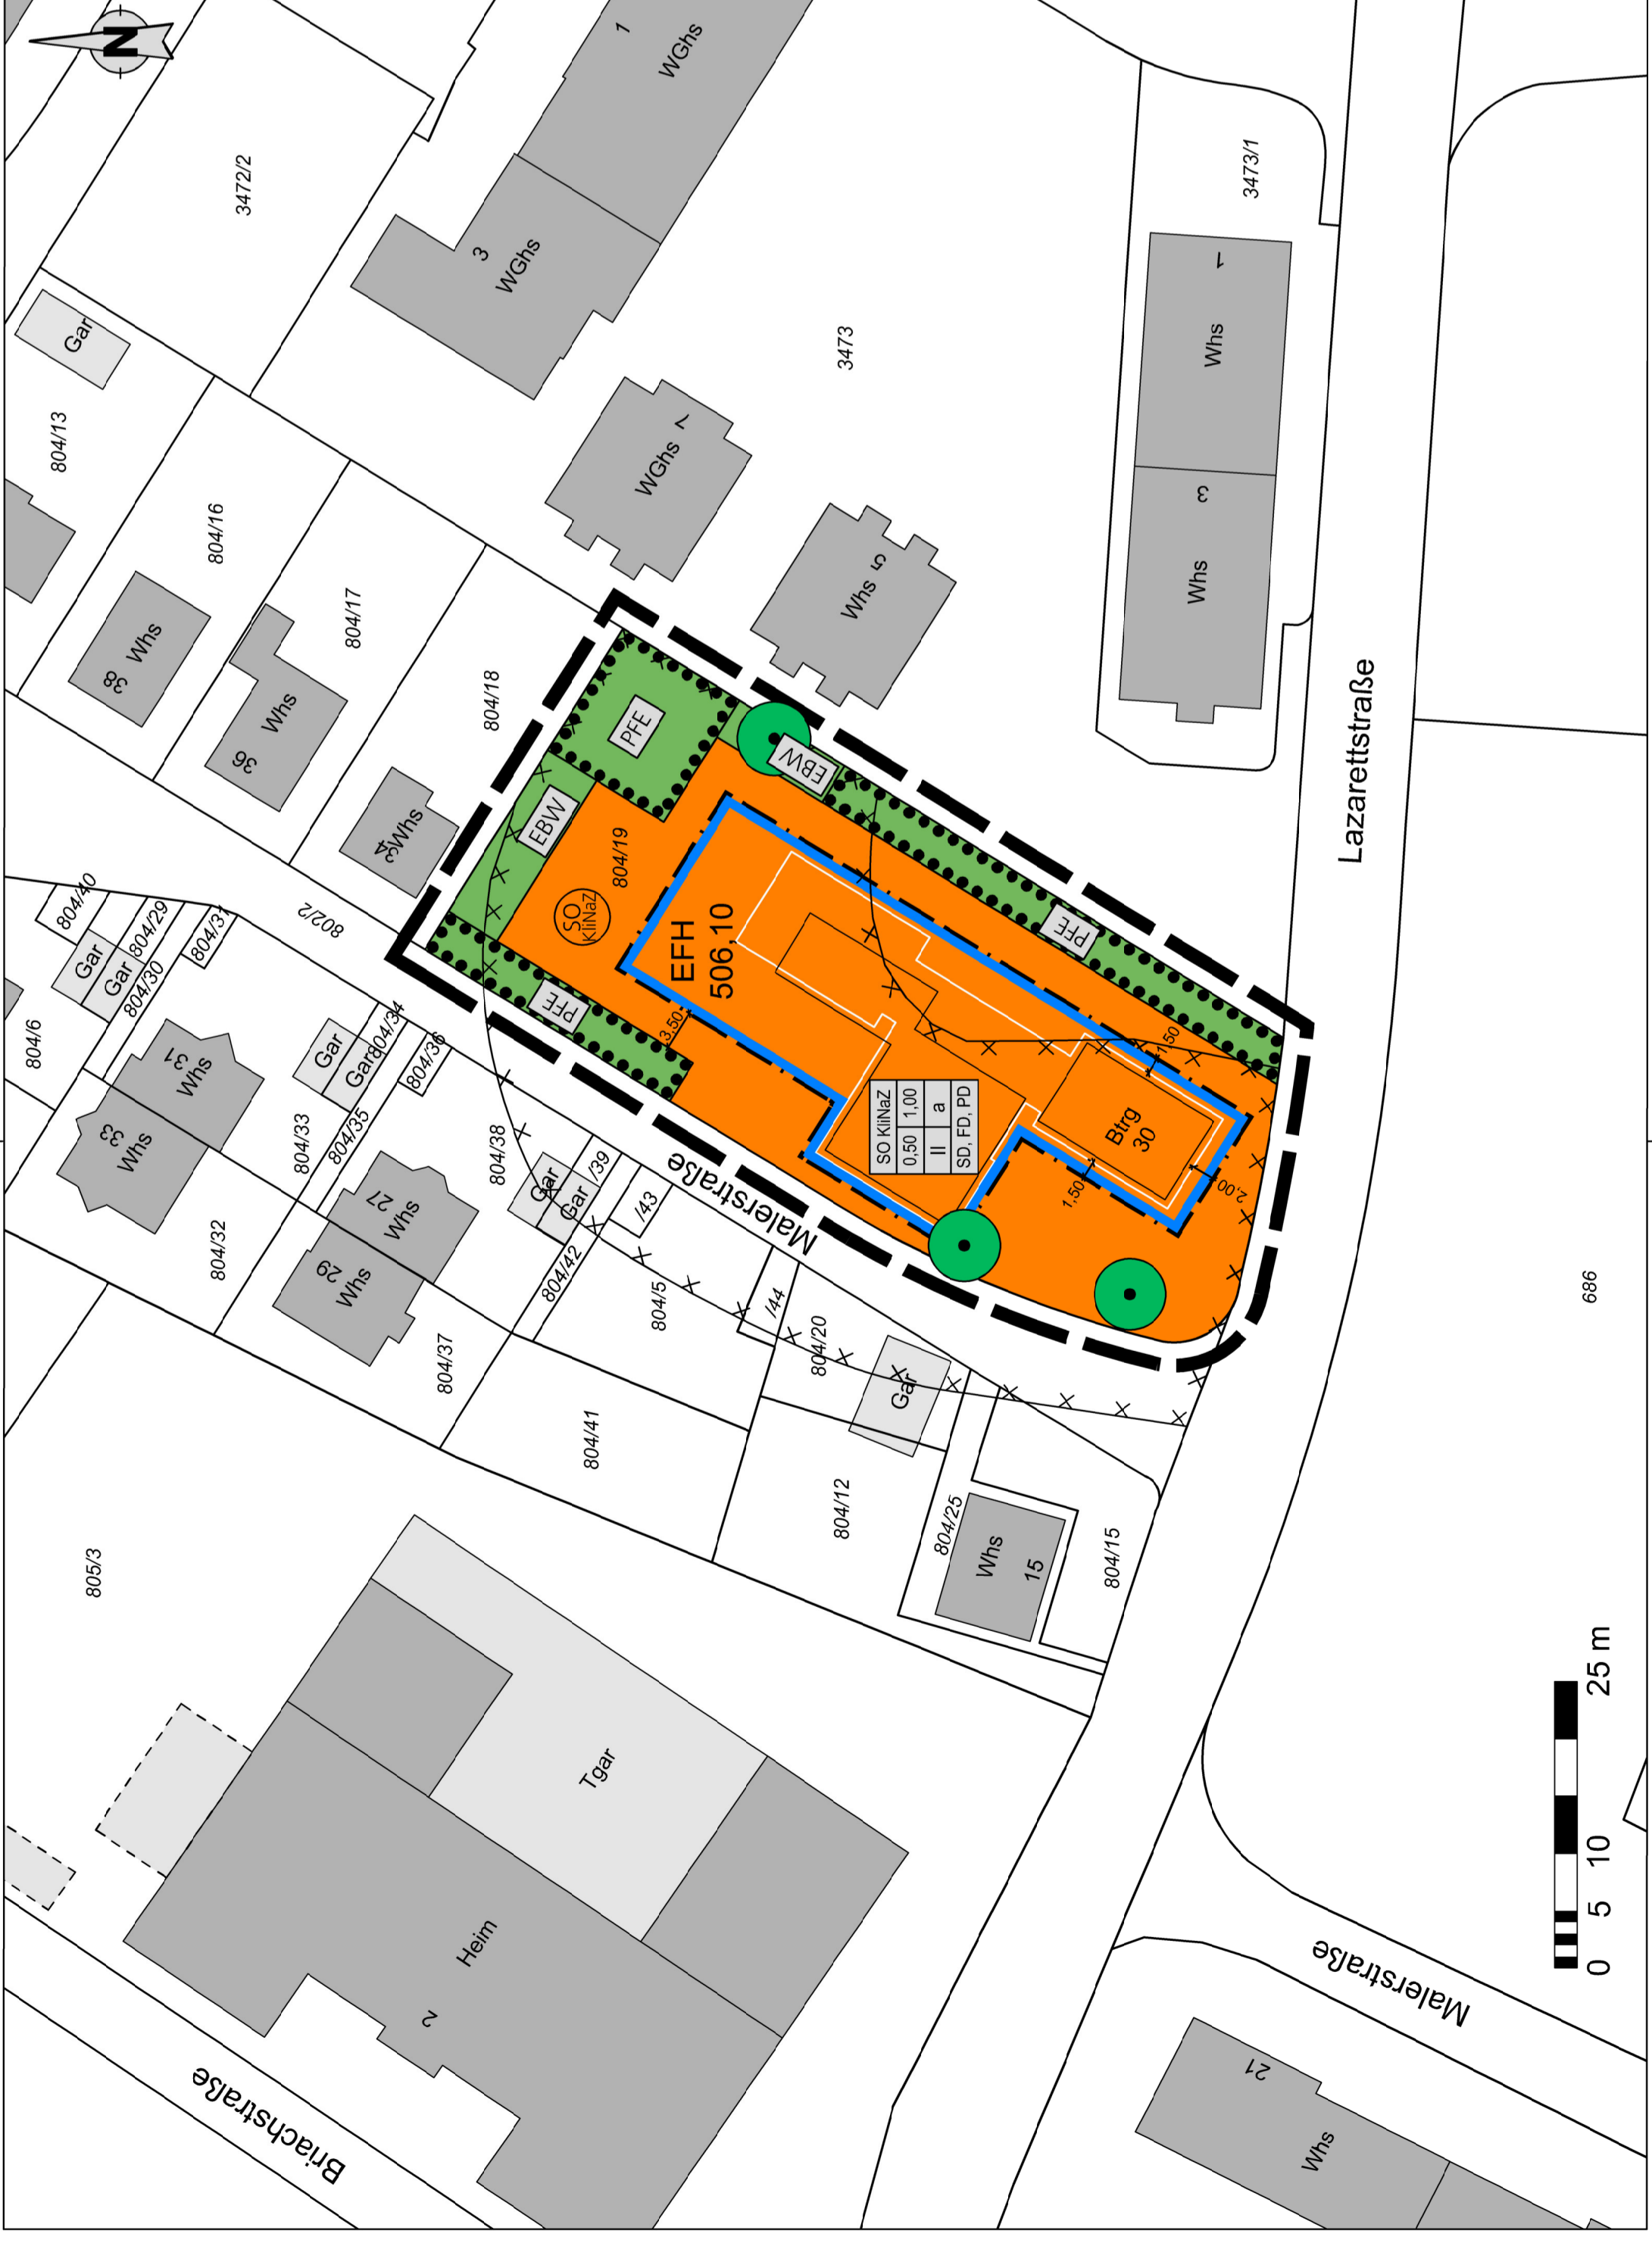 N
1
WGhs
3472/2
3
WGhs
Gar
804/13
3473
3473/1
1
Whs
3
Whs
7
WGhs
5
Whs
804/16
38
Whs
804/17
36
Whs
804/18
34
Whs
802/2
804/40
Gar
804/29
Gar
804/30
804/31
804/6
31
Whs
33
Whs
Gar
804/34
Gar
804/36
804/33
804/35
804/32
27
Whs
29
Whs
804/38
Gar
/39
Gar
/43
804/42
804/37
804/5
/44
804/41
804/20
Gar
804/12
804/25
Whs
15
804/15
805/3
PFE
EBW
EBW
804/19
SO
KliNaZ
PFE
PFE
EFH
506,10
3,50
1,50
1,50
2,00
SO KliNaZ
0,50 1,00
II a
SD, FD, PD
Btrg
30
Malerstraße
Lazarettstraße
686
Tgar
Heim
2
Briachstraße
Malerstraße
21
Whs
0 5 10 25 m